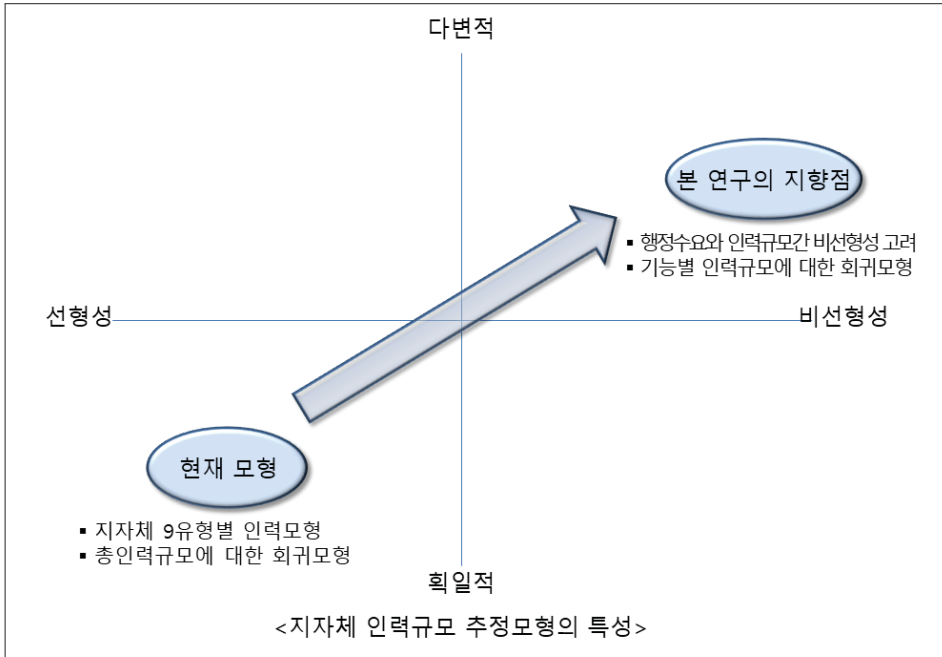 다변적
본 연구의 지향점
▪ 행정수요와 인력규모간 비선형성 고려
▪ 기능별 인력규모에 대한 회귀모형
선형성
비선형성
현재 모형
▪ 지자체 9유형별 인력모형
▪ 총인력규모에 대한 회귀모형
획일적
<지자체 인력규모 추정모형의 특성>